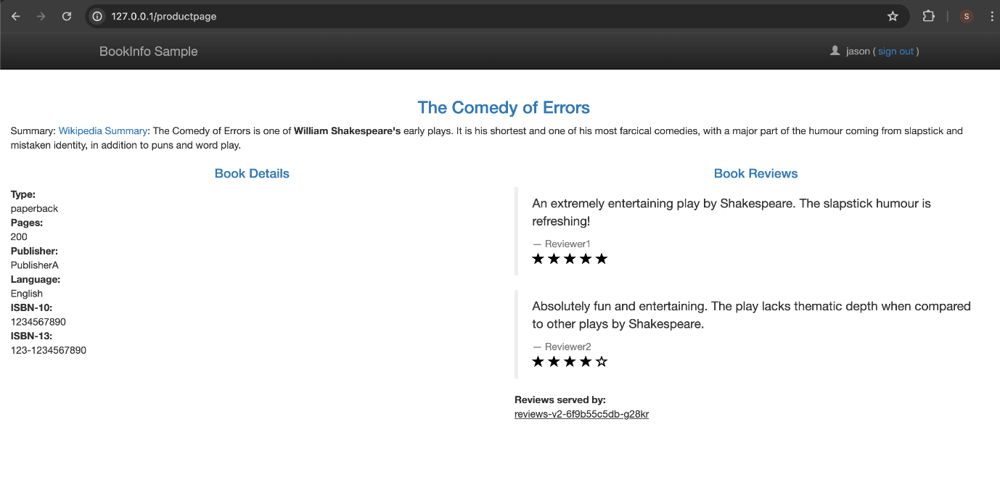 127.0.0.1/productpage
S
BookInfo Sample
jason ( sign out )
The Comedy of Errors
Summary: Wikipedia Summary: The Comedy of Errors is one of William Shakespeare's early plays. It is his shortest and one of his most farcical comedies, with a major part of the humour coming from slapstick and
mistaken identity, in addition to puns and word play.
Book Details
Type:
paperback
Pages:
200
Publisher:
PublisherA
Language:
English
ISBN-10:
1234567890
ISBN-13:
123-1234567890
Book Reviews
An extremely entertaining play by Shakespeare. The slapstick humour is
refreshing!
— Reviewer1
★ ★ ★ ★ ★
Absolutely fun and entertaining. The play lacks thematic depth when compared
to other plays by Shakespeare.
— Reviewer2
★ ★ ★ ★ ☆
Reviews served by:
reviews-v2-6f9b55c5db-g28kr